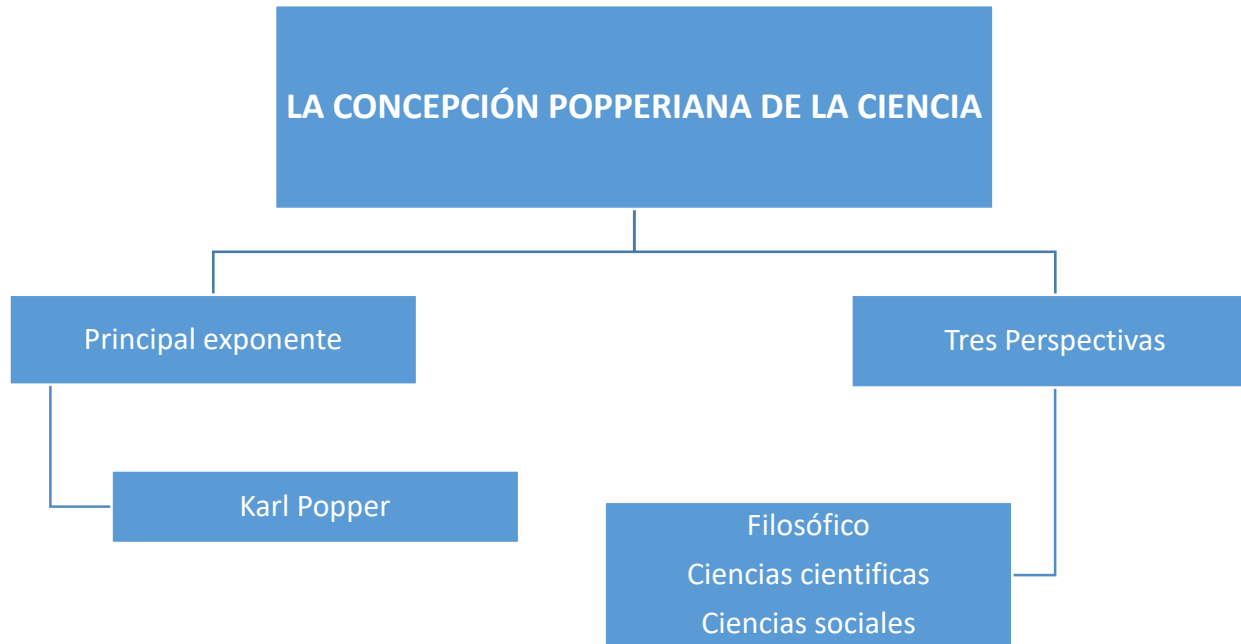 LA CONCEPCIÓN POPPERIANA DE LA CIENCIA
Principal exponente
Tres Perspectivas
Karl Popper
Filosófico
Ciencias cientificas
Ciencias sociales